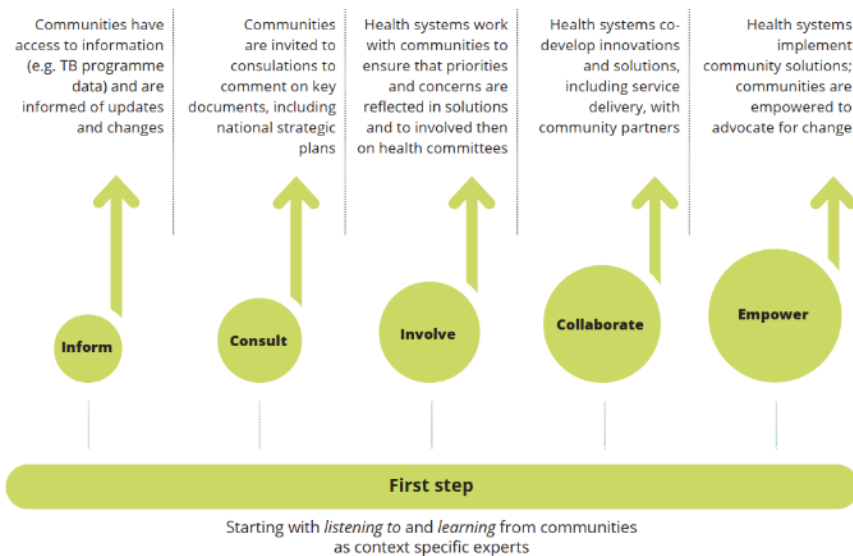 Communities have
access to information
(e.g. TB programme
data) and are
informed of updates
and changes
Communities
are invited to
consulations to
comment on key
documents, including
national strategic
plans
Health systems work
with communities to
ensure that priorities
and concerns are
reflected in solutions
and to involved then
on health committees
Health systems co-
develop innovations
and solutions,
including service
delivery, with
community partners
Health systems
implement
community solutions;
communities are
empowered to
advocate for change
Inform
Consult
Involve
Collaborate
Empower
First step
Starting with listening to and learning from communities
as context specific experts